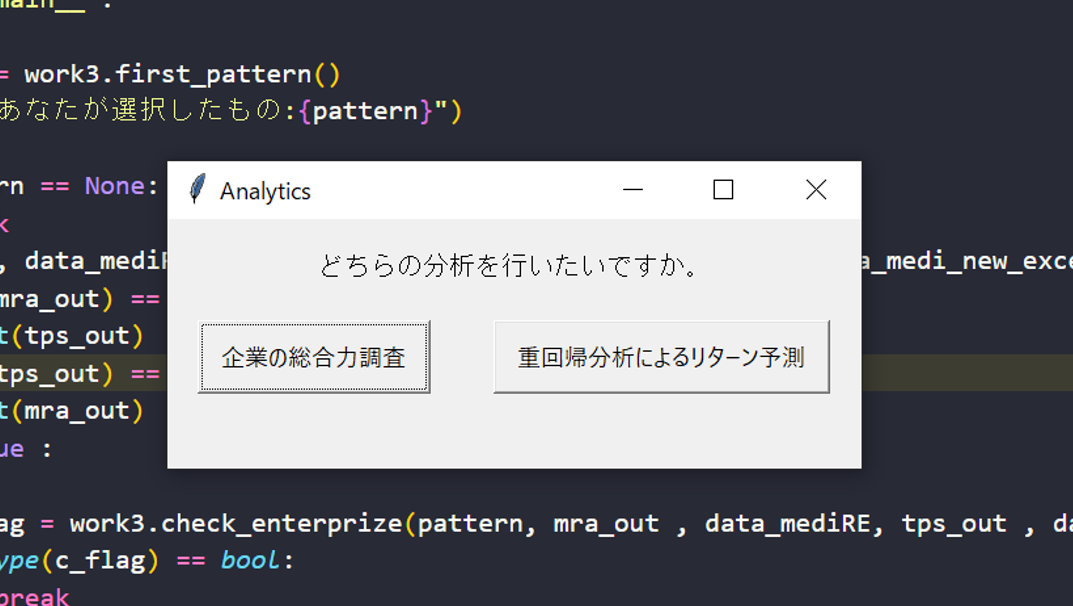 main__ :
= work3.first_pattern()
あなたが選択したもの:{pattern}")
rn == None:
k
, data_mediR
a_medi_new_exce
mra_out) ==
t(tps_out)
tps_out) ==
t(mra_out)
ue :
ag = work3.check_enterprize(pattern, mra_out , data_mediRE, tps_out , da
ype(c_flag) == bool:
break
Analytics
どちらの分析を行いたいですか。
企業の総合力調査
重回帰分析によるリターン予測